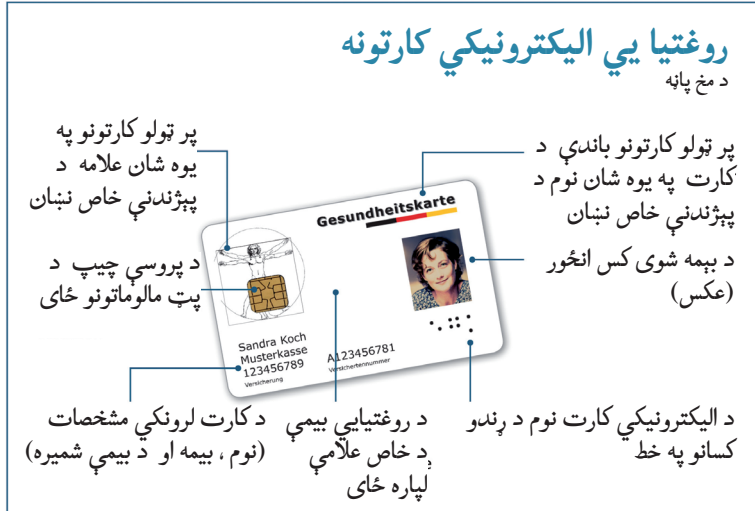 روغتيا يي اليکترونيکي کارتونه
د مخ پاڼه
پر ټولو کارتونو باندې د
کارت په يوه شان نوم د
پيژندنې خاص نښان
پر ټولو کارتونو په
يوه شان علامه د
پيژندنې خاص نښان
Gesundheitskarte
د بيمه شوی کس انځور
(عکس)
د پروسې چيپ د
پټ مالوماتونو ځای
Sandra Koch
Musterkasse
123456789
Versicherung
A123456781
Versichertennummer
د اليکترونيکي کارت نوم د ړندو
کسانو په خط
د روغتيايي بيمې
د خاص علامې
لپاره ځای
د کارت لرونکي مشخصات
(نوم ، بيمه او د بيمې شميره)